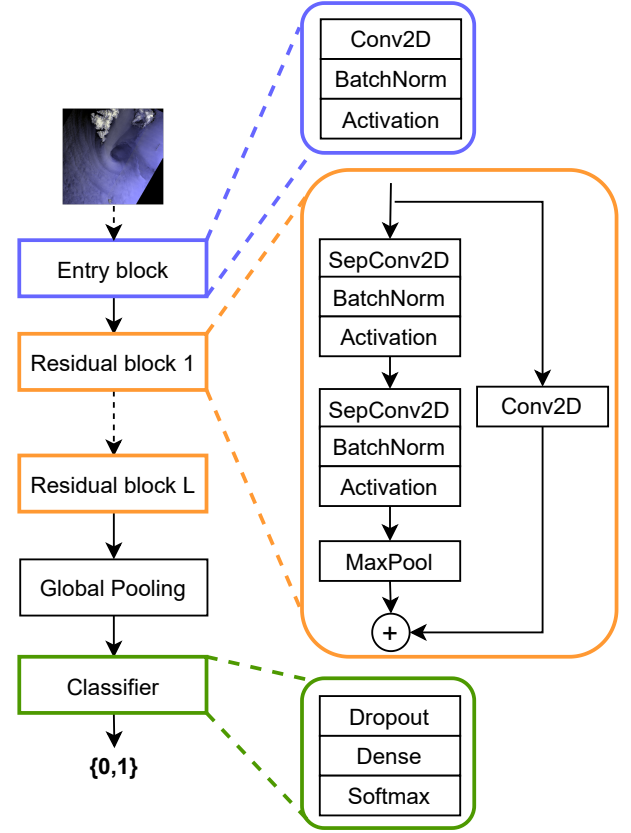 Entry block
Residual block 1
Residual block L
Global Pooling
Classifier
{0,1}
Conv2D
BatchNorm
Activation
SepConv2D
BatchNorm
Activation
SepConv2D
BatchNorm
Activation
MaxPool
+
Conv2D
Dropout
Dense
Softmax